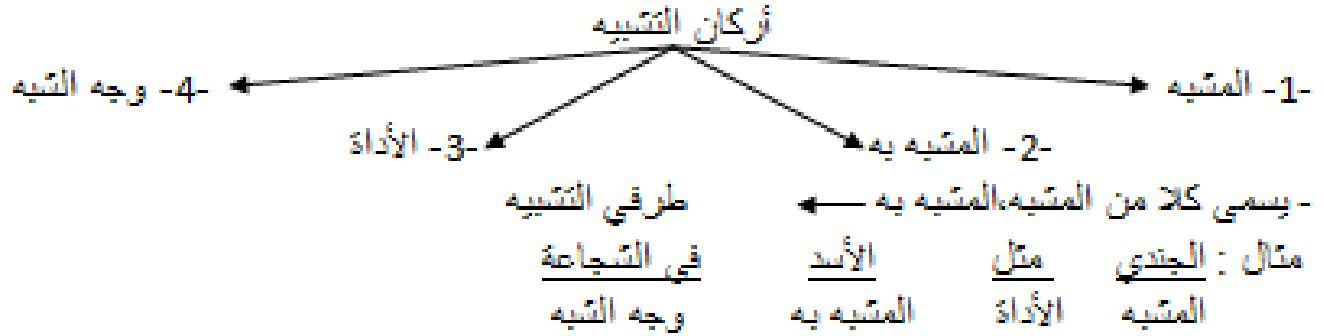 أركان التشبيه
-1- المشبه
-4- وجه الشبه
-2- المشبه به
-3- الأداة
- يسمى كلا من المشبه،المشبه به طرفي التشبيه
مثال : الجندي مثل الأسد في الشجاعة
المشبه الأداة المشبه به وجه الشبه